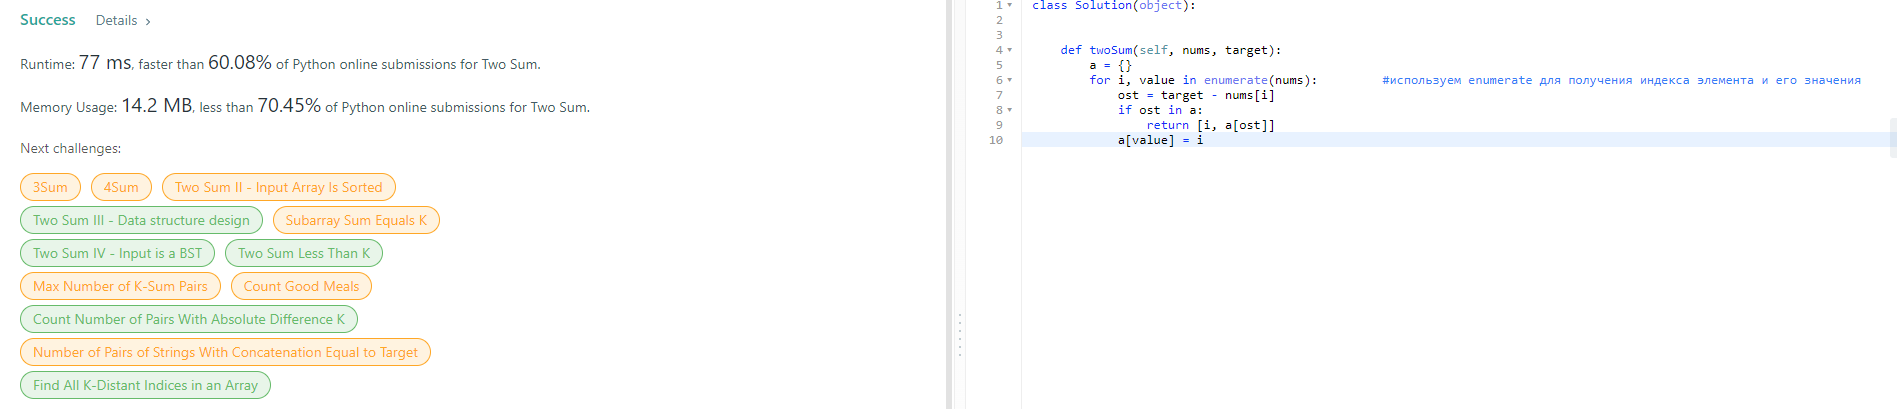 Success Details >
Runtime: 77 ms, faster than 60.08% of Python online submissions for Two Sum.
Memory Usage: 14.2 MB, less than 70.45% of Python online submissions for Two Sum.
Next challenges:
3Sum 4Sum Two Sum II - Input Array Is Sorted
Two Sum III - Data structure design Subarray Sum Equals K
Two Sum IV - Input is a BST Two Sum Less Than K
Max Number of K-Sum Pairs Count Good Meals
Count Number of Pairs With Absolute Difference K
Number of Pairs of Strings With Concatenation Equal to Target
Find All K-Distant Indices in an Array
1 class Solution(object):
2
3
4     def twoSum(self, nums, target):
5         a = {}
6         for i, value in enumerate(nums):         #используем enumerate для получения индекса элемента и его значения
7             ost = target - nums[i]
8             if ost in a:
9                 return [i, a[ost]]
10             a[value] = i